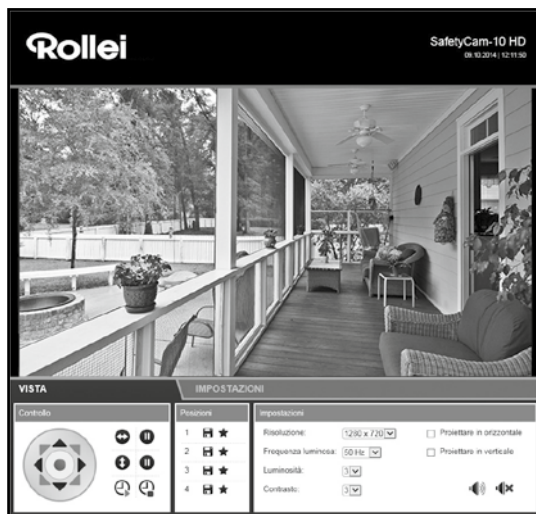 Rollei
SafetyCam-10 HD
09.10.2014 | 12:11:50
VISTA
IMPOSTAZIONI
Controllo
Posizioni
Impostazioni
1
2
3
4
Risoluzione: 1280 x 720
Frequenza luminosa: 50 Hz
Luminosità: 3
Contrasto: 3
Proiettare in orizzontale
Proiettare in verticale